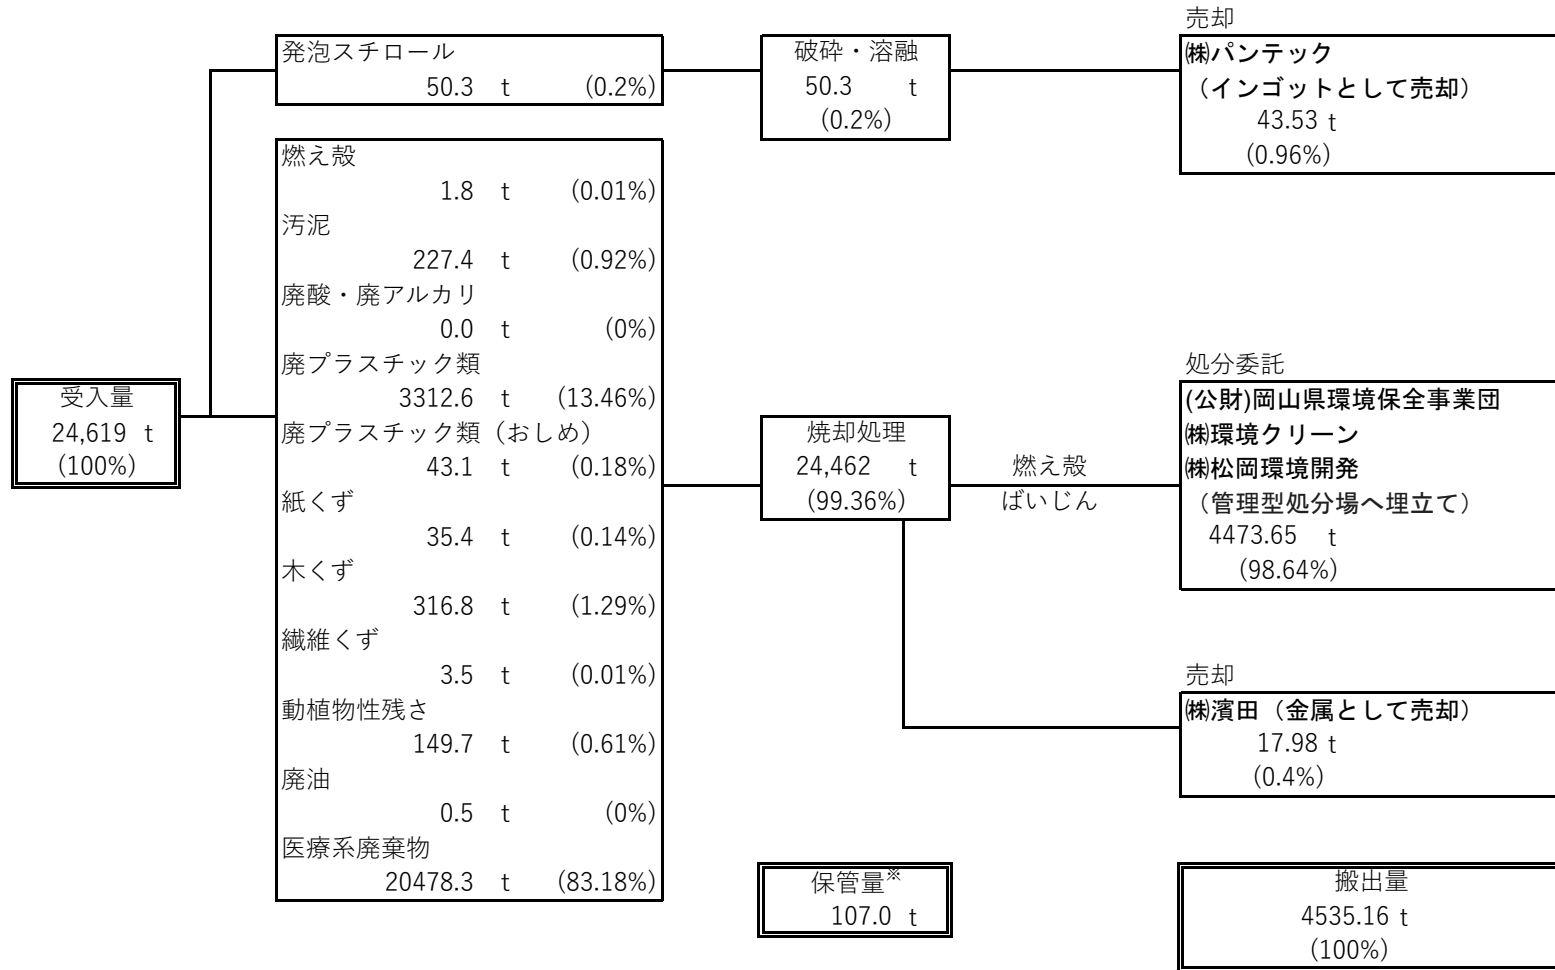 受入量
24,619 t
(100%)
発泡スチロール
50.3 t (0.2%)
燃え殻
1.8 t (0.01%)
汚泥
227.4 t (0.92%)
廃酸・廃アルカリ
0.0 t (0%)
廃プラスチック類
3312.6 t (13.46%)
廃プラスチック類（おしめ）
43.1 t (0.18%)
紙くず
35.4 t (0.14%)
木くず
316.8 t (1.29%)
繊維くず
3.5 t (0.01%)
動植物性残さ
149.7 t (0.61%)
廃油
0.5 t (0%)
医療系廃棄物
20478.3 t (83.18%)
破砕・溶融
50.3 t
(0.2%)
焼却処理
24,462 t
(99.36%)
燃え殻
ばいじん
保管量※
107.0 t
売却
㈱パンテック
（インゴットとして売却）
43.53 t
(0.96%)
処分委託
(公財)岡山県環境保全事業団
㈱環境クリーン
㈱松岡環境開発
（管理型処分場へ埋立て）
4473.65 t
(98.64%)
売却
㈱濱田（金属として売却）
17.98 t
(0.4%)
搬出量
4535.16 t
(100%)